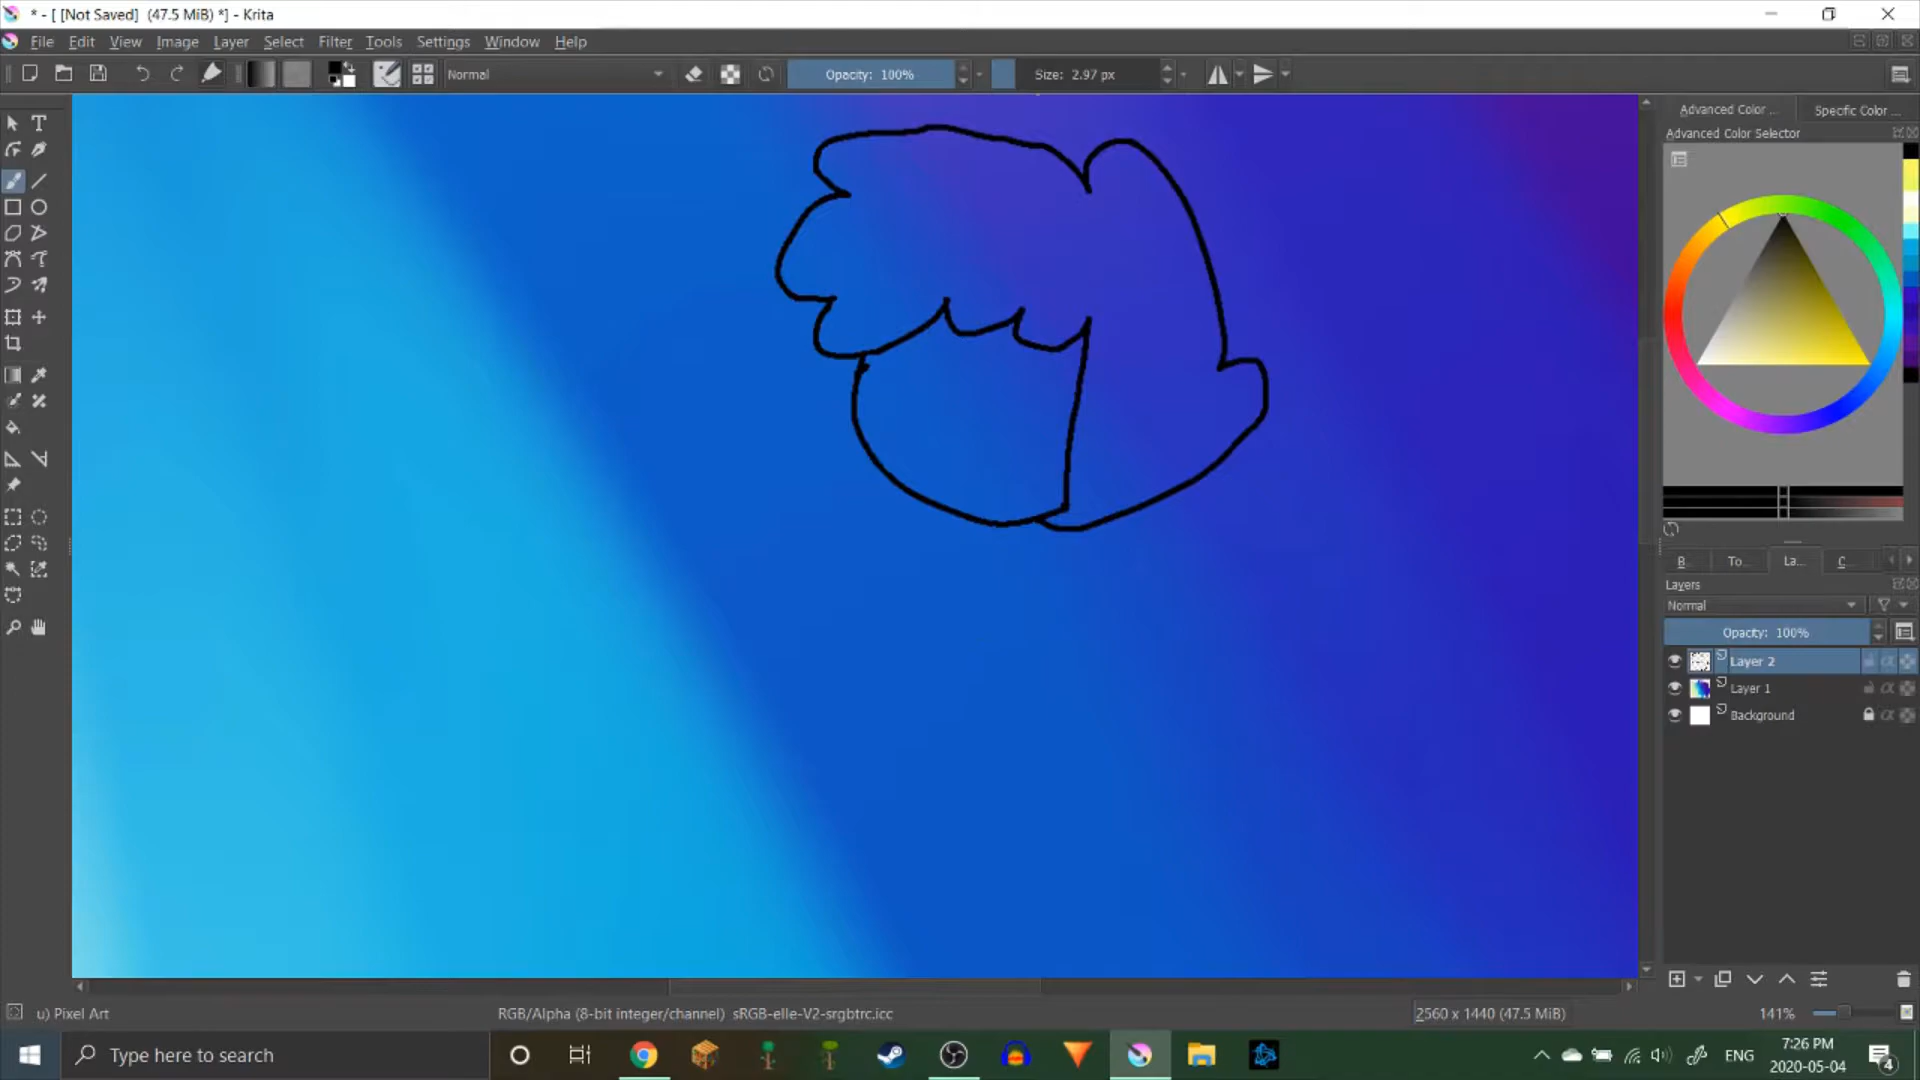 * - [ [Not Saved]  (47.5 MiB) *] - Krita
File Edit View Image Layer Select Filter Tools Settings Window Help
Normal Opacity: 100% Size: 2.97 px
Advanced Color ... Specific Color ...
Advanced Color Selector
B... To... La... C...
Layers
Normal
Opacity: 100%
Layer 2
Layer 1
Background
u) Pixel Art RGB/Alpha (8-bit integer/channel) sRGB-elle-V2-srgbtrc.icc 2560 x 1440 (47.5 MiB) 141%
Type here to search ENG 7:26 PM
2020-05-04 4